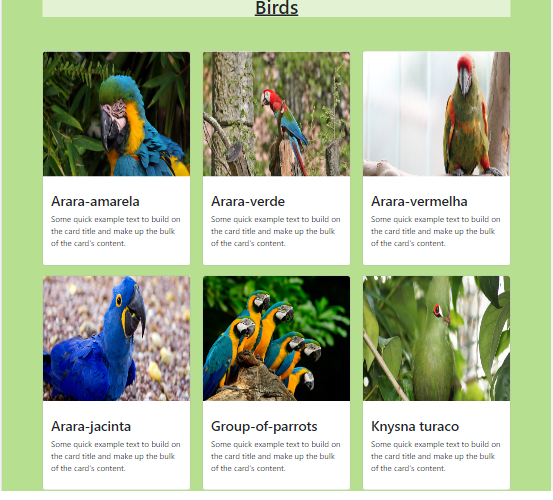 Birds
Arara-amarela
Some quick example text to build on
the card title and make up the bulk
of the card's content.
Arara-verde
Some quick example text to build on
the card title and make up the bulk
of the card's content.
Arara-vermelha
Some quick example text to build on
the card title and make up the bulk
of the card's content.
Arara-jacinta
Some quick example text to build on
the card title and make up the bulk
of the card's content.
Group-of-parrots
Some quick example text to build on
the card title and make up the bulk
of the card's content.
Knysna turaco
Some quick example text to build on
the card title and make up the bulk
of the card's content.